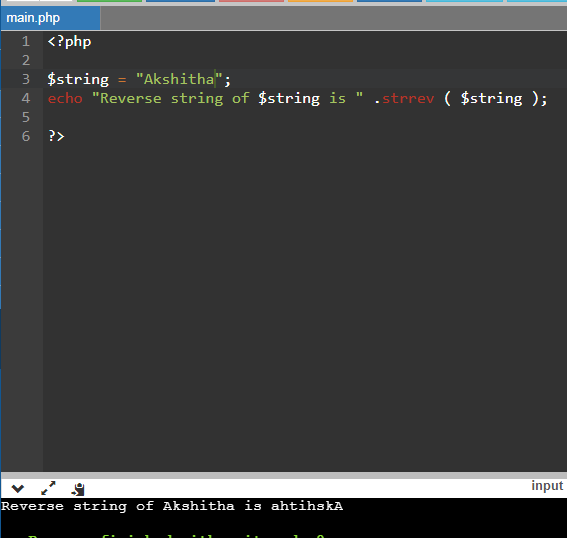 main.php
1 <?php
2
3 $string = "Akshitha";
4 echo "Reverse string of $string is " .strrev ( $string );
5
6 ?>
input
Reverse string of Akshitha is ahtihskA